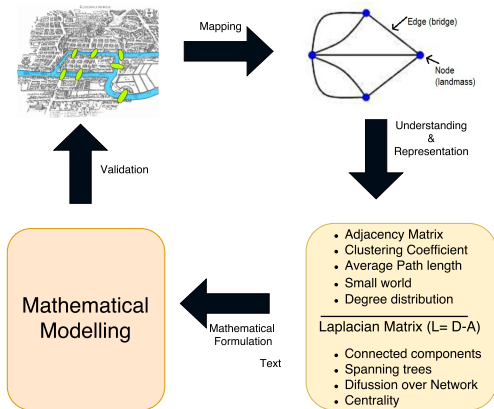 Mapping
Edge (bridge)
Node
(landmass)
Understanding
&
Representation
Validation
• Adjacency Matrix
• Clustering Coefficient
• Average Path length
• Small world
• Degree distribution
Laplacian Matrix (L= D-A)
• Connected components
• Spanning trees
• Difussion over Network
• Centrality
Mathematical
Formulation
Text
Mathematical
Modelling